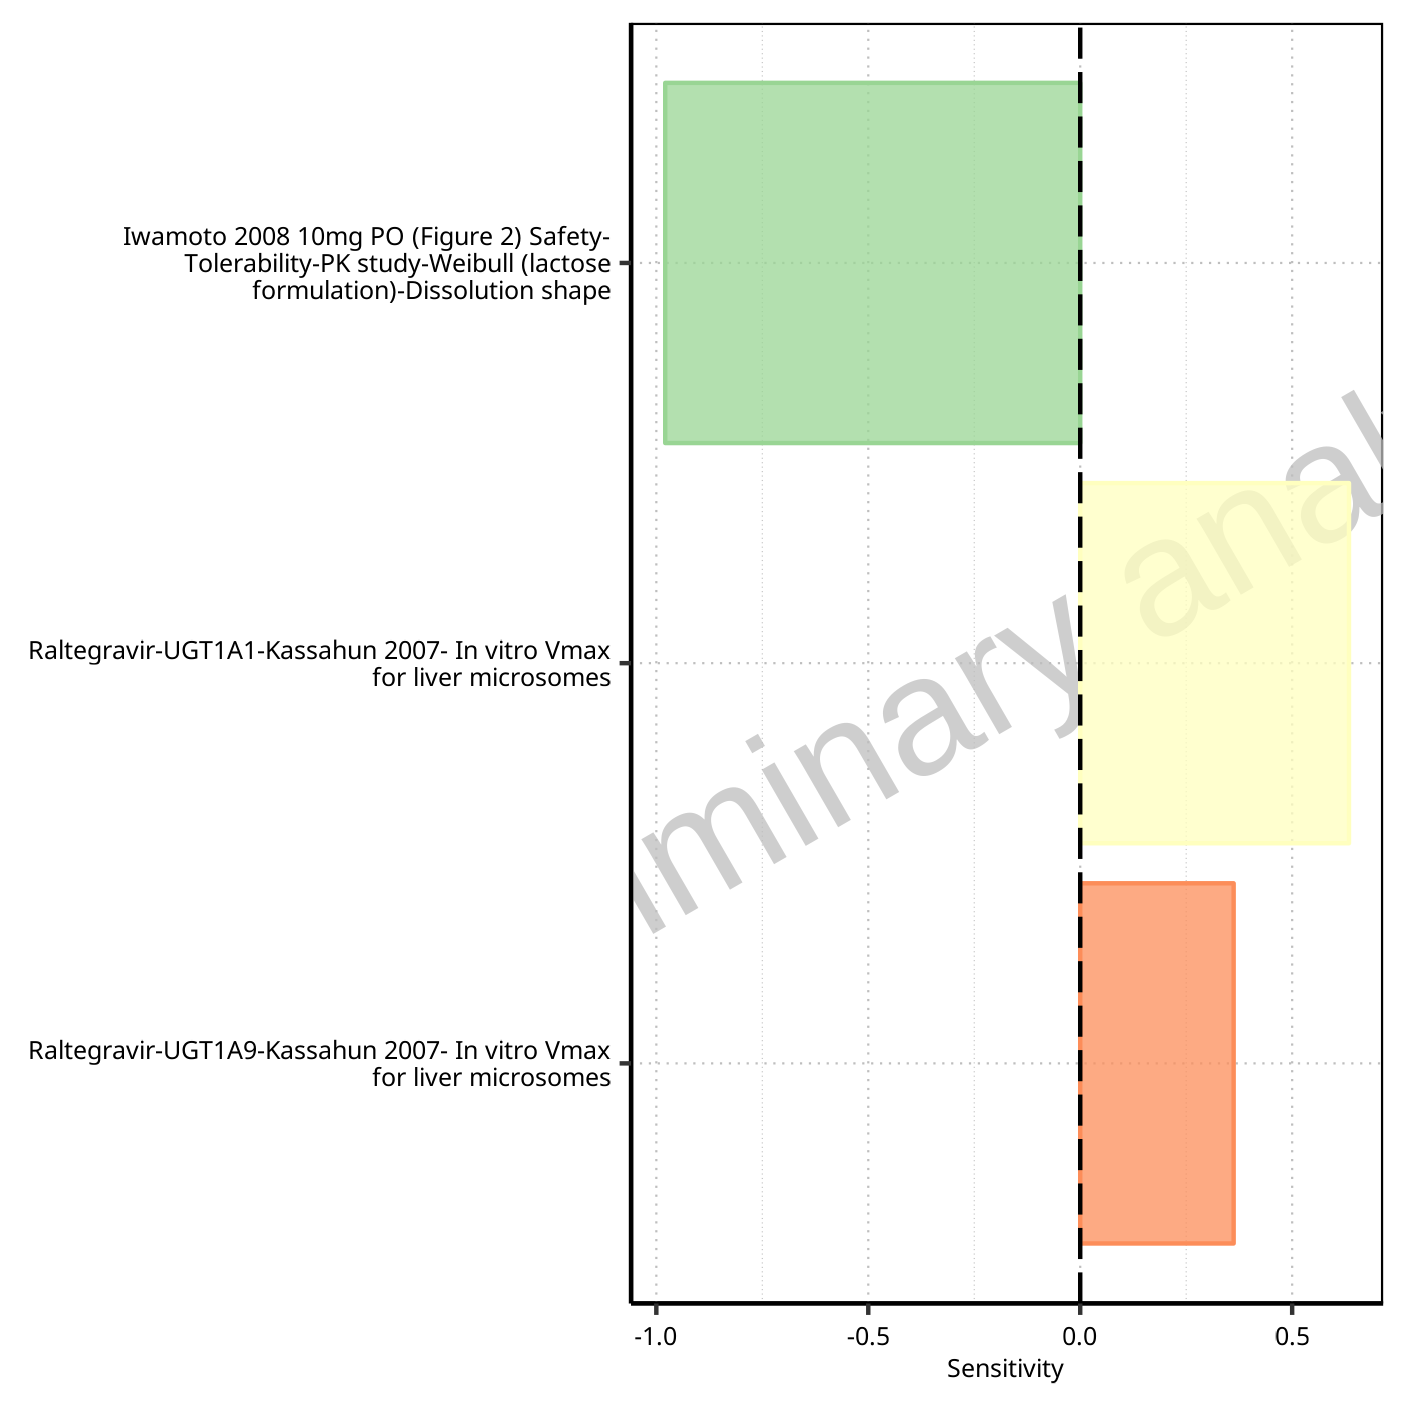 Iwamoto 2008 10mg PO (Figure 2) Safety-
Tolerability-PK study-Weibull (lactose
formulation)-Dissolution shape
Raltegravir-UGT1A1-Kassahun 2007- In vitro Vmax
for liver microsomes
Raltegravir-UGT1A9-Kassahun 2007- In vitro Vmax
for liver microsomes
minary anal
-1.0 -0.5 0.0 0.5
Sensitivity